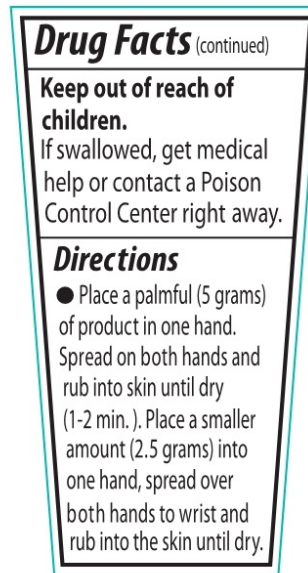 Drug Facts (continued)
Keep out of reach of
children.
If swallowed, get medical
help or contact a Poison
Control Center right away.
Directions
● Place a palmful (5 grams)
of product in one hand.
Spread on both hands and
rub into skin until dry
(1-2 min. ). Place a smaller
amount (2.5 grams) into
one hand, spread over
both hands to wrist and
rub into the skin until dry.